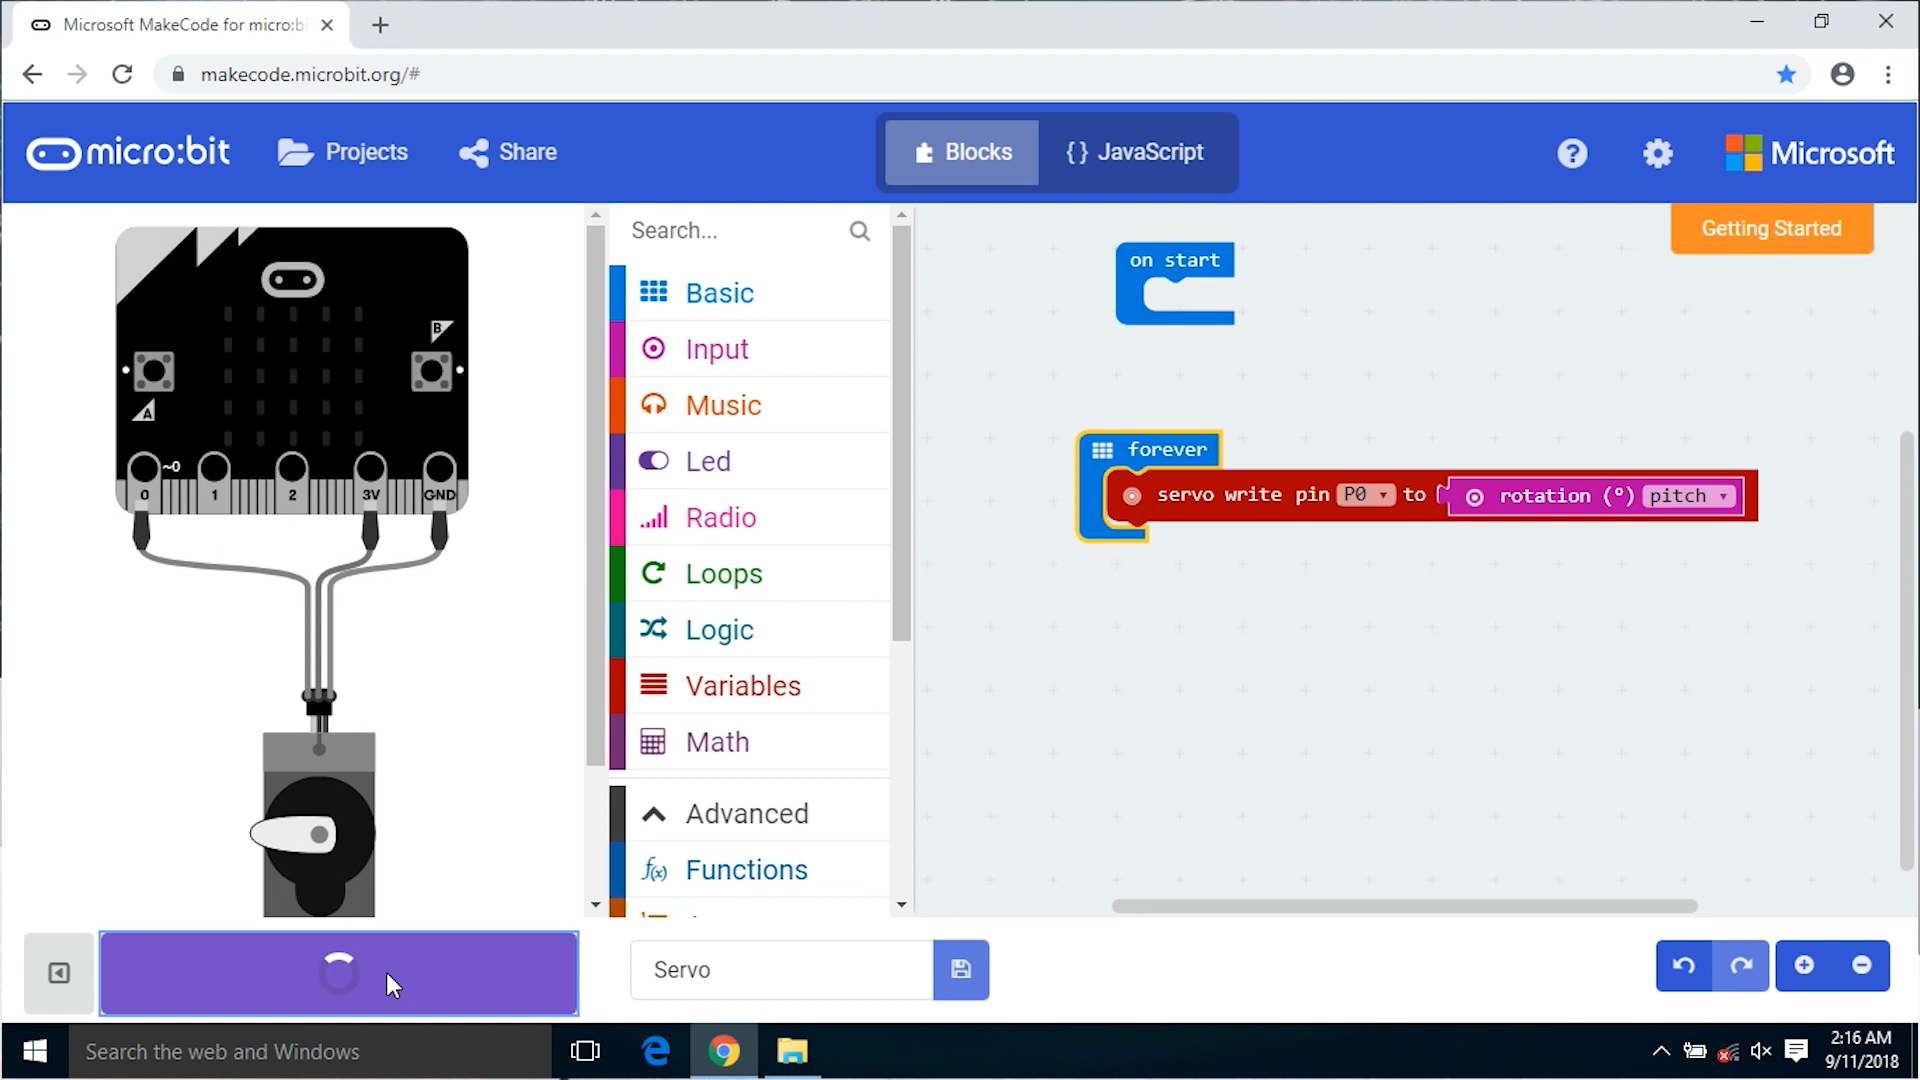 Microsoft MakeCode for micro:bi
makecode.microbit.org/#
micro:bit
Projects
Share
Blocks
{} JavaScript
?
Microsoft
Getting Started
Search...
Basic
Input
Music
Led
Radio
Loops
Logic
Variables
Math
Advanced
f(x) Functions
B
A
~0
0 1 2 3V GND
on start
forever
servo write pin P0 to rotation (°) pitch
Servo
Search the web and Windows
2:16 AM
9/11/2018